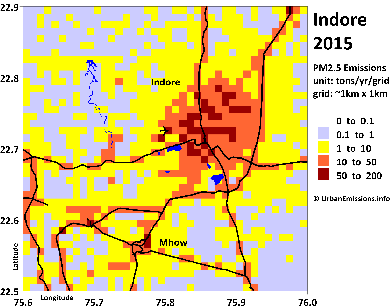 Indore
2015
PM2.5 Emissions
unit: tons/yr/grid
grid: ~1km x 1km
0 to 0.1
0.1 to 1
1 to 10
10 to 50
50 to 200
© UrbanEmissions.info
22.9
22.8
22.7
22.6
22.5
Indore
Mhow
Latitude
Longitude
75.6
75.7
75.8
75.9
76.0